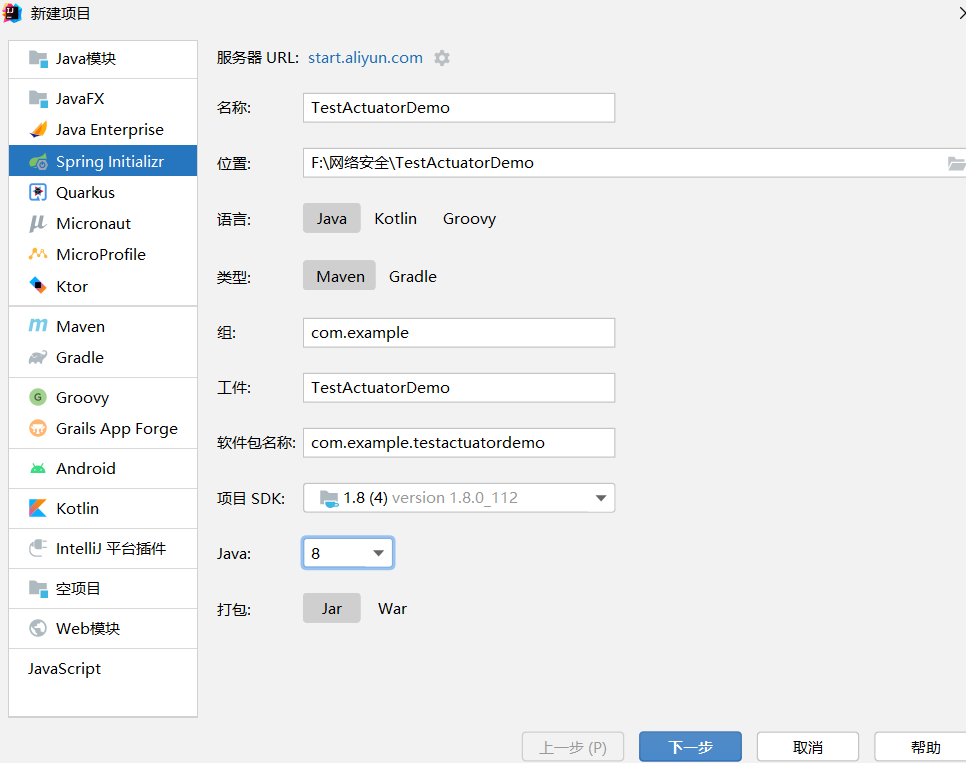 新建项目
Java模块
JavaFX
Java Enterprise
Spring Initializr
Quarkus
Micronaut
MicroProfile
Ktor
Maven
Gradle
Groovy
Grails App Forge
Android
Kotlin
IntelliJ 平台插件
空项目
Web模块
JavaScript
服务器 URL: start.aliyun.com
名称: TestActuatorDemo
位置: F:\网络安全\TestActuatorDemo
语言: Java Kotlin Groovy
类型: Maven Gradle
组: com.example
工件: TestActuatorDemo
软件包名称: com.example.testactuatordemo
项目 SDK: 1.8 (4) version 1.8.0_112
Java: 8
打包: Jar War
上一步 (P) 下一步 取消 帮助